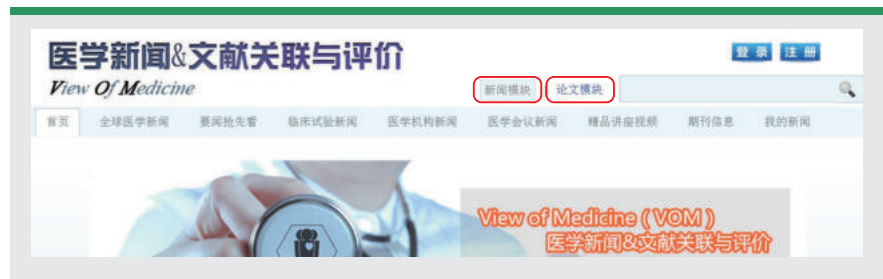 医学新闻&文献关联与评价
登 录 注 册
View Of Medicine
新闻模块 论文模块
首页 全球医学新闻 要闻抢先看 临床试验新闻 医学机构新闻 医学会议新闻 精品讲座视频 期刊信息 我的新闻
View of Medicine ( VOM )
医学新闻&文献关联与评价